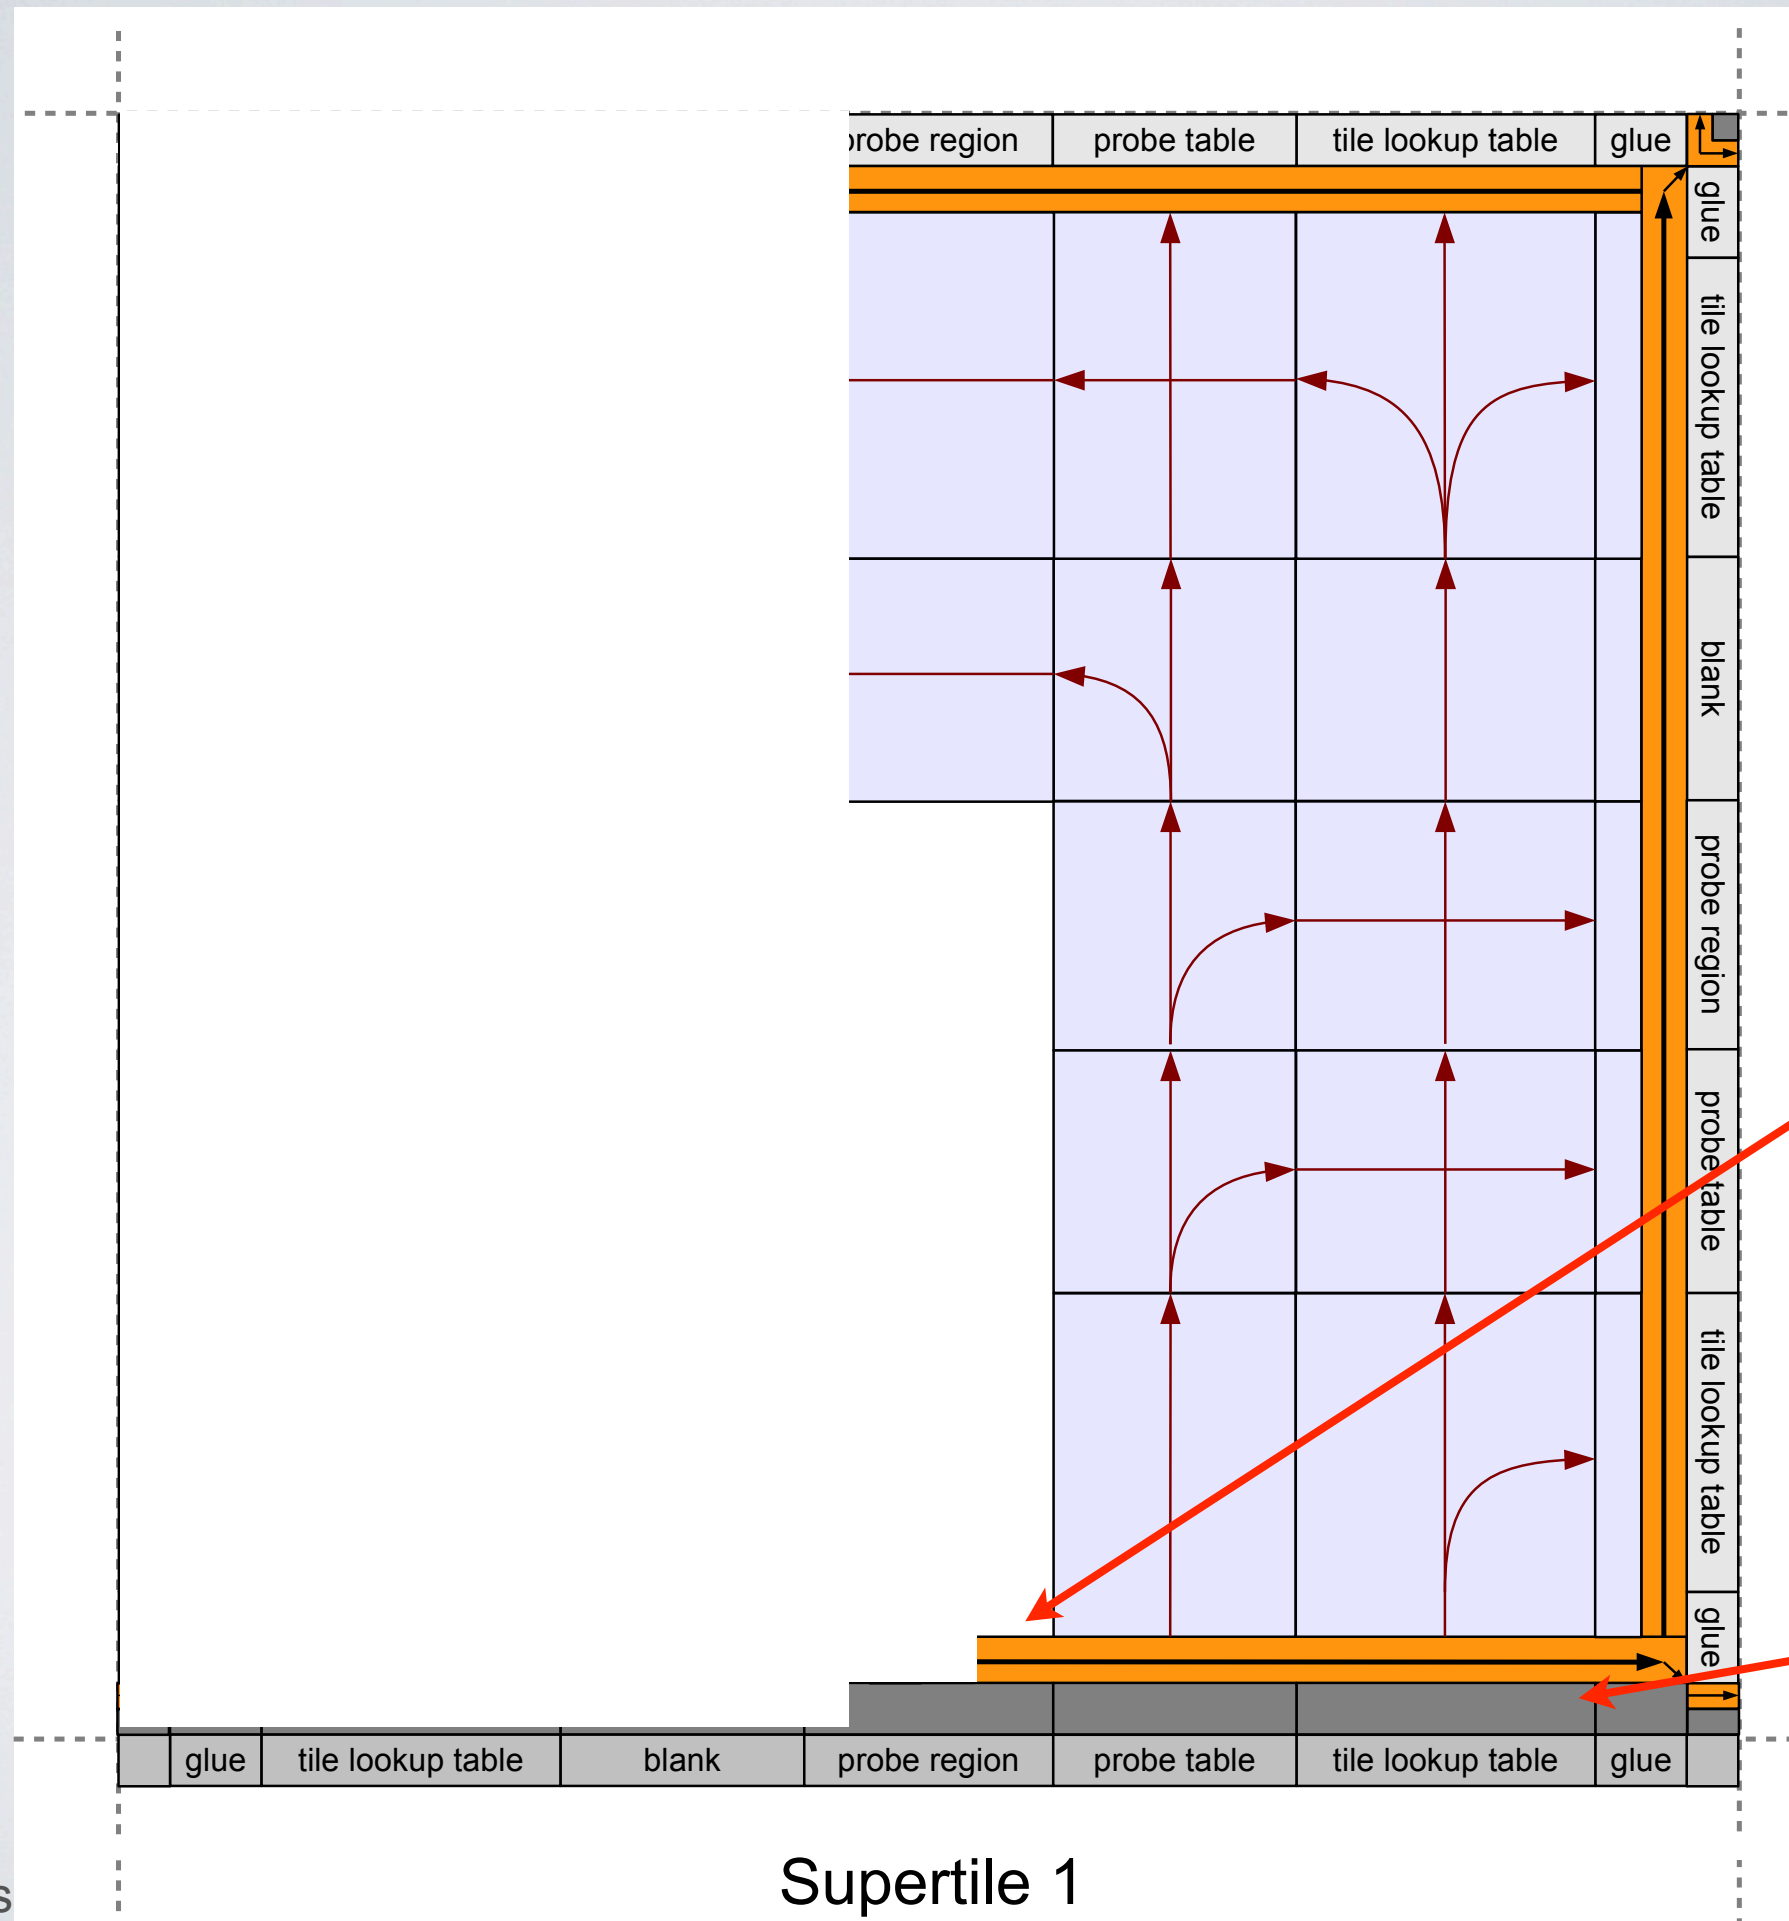 probe region probe table tile lookup table glue
glue
tile lookup table
blank
probe region
probe table
tile lookup table
glue
glue tile lookup table blank probe region probe table tile lookup table glue
Supertile 1
s